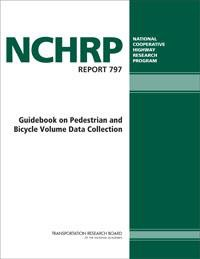 NCHRP
REPORT 797
NATIONAL
COOPERATIVE
HIGHWAY
RESEARCH
PROGRAM
Guidebook on Pedestrian and
Bicycle Volume Data Collection
TRANSPORTATION RESEARCH BOARD
OF THE NATIONAL ACADEMIES